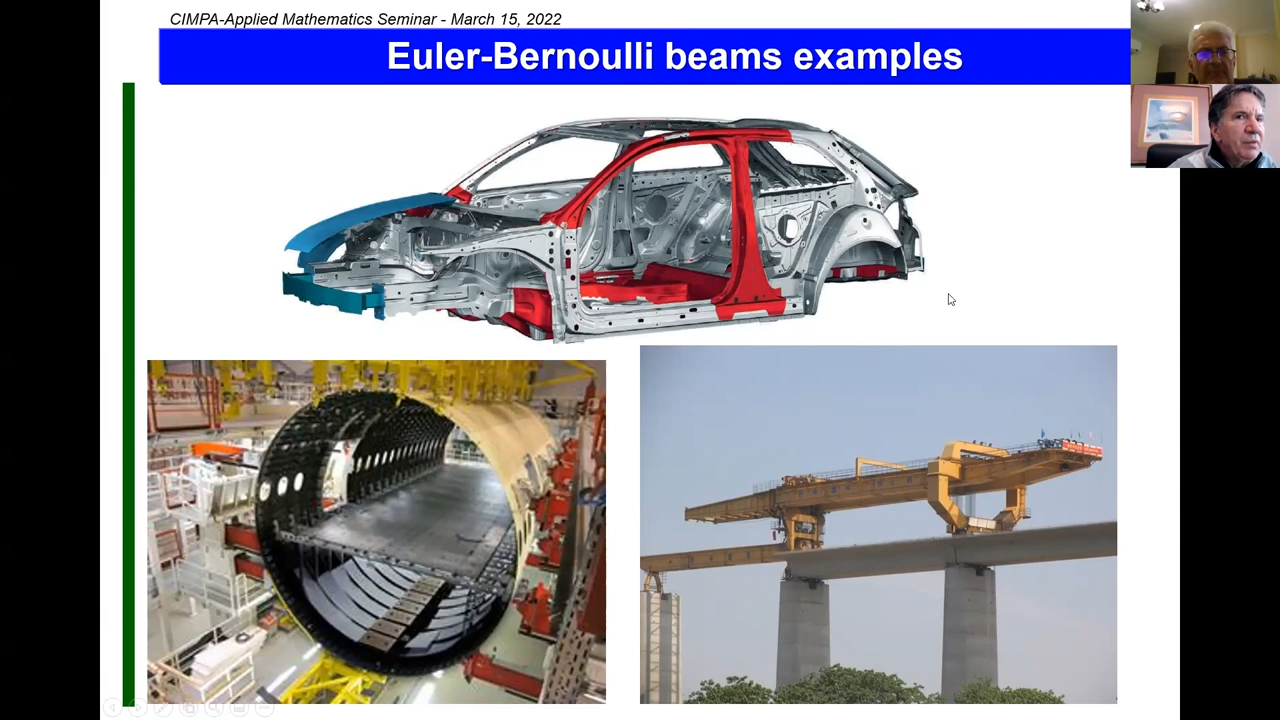 CIMPA-Applied Mathematics Seminar - March 15, 2022
Euler-Bernoulli beams examples